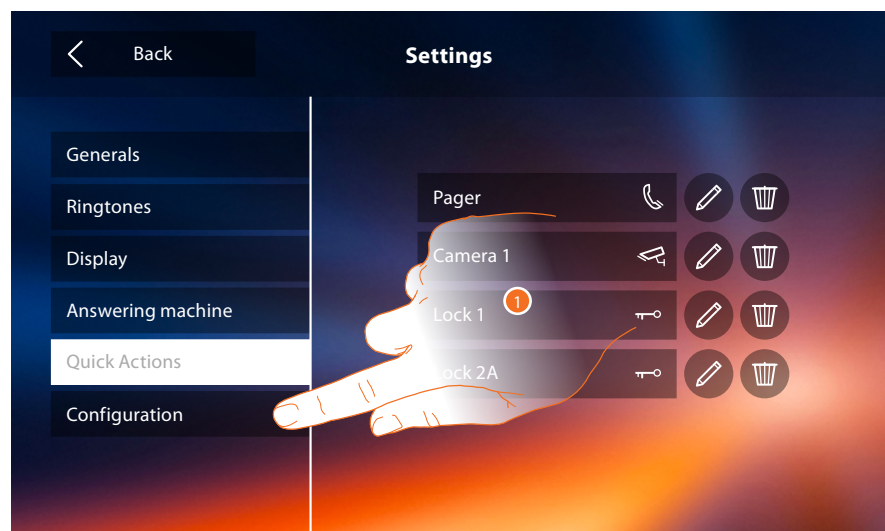 Back
Settings
Generals
Ringtones
Display
Answering machine
Quick Actions
Configuration
Pager
Camera 1
Lock 1
1
Lock 2A